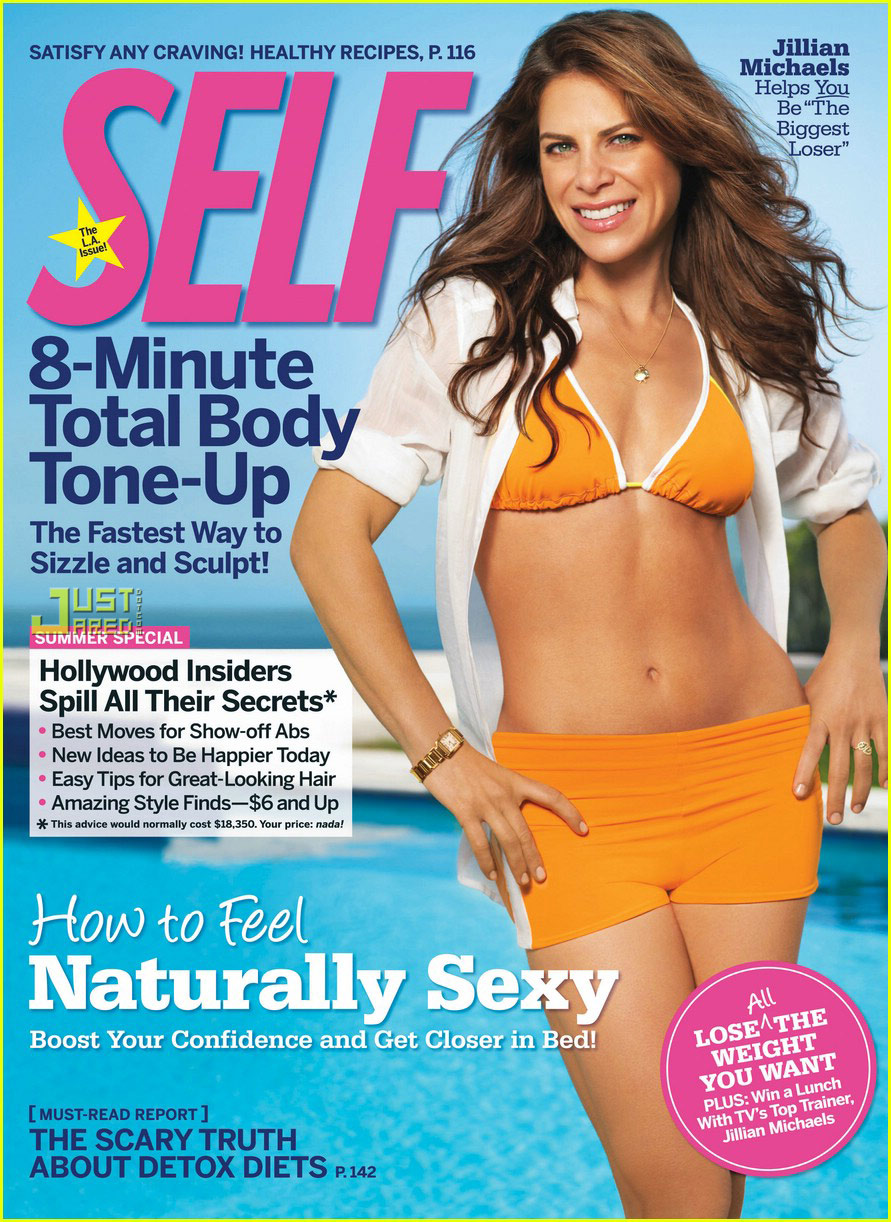 SATISFY ANY CRAVING! HEALTHY RECIPES, P. 116
SELF
The
L.A.
Issue!
Jillian
Michaels
Helps You
Be "The
Biggest
Loser"
8-Minute
Total Body
Tone-Up
The Fastest Way to
Sizzle and Sculpt!
JUST
JARED
SUMMER SPECIAL
Hollywood Insiders
Spill All Their Secrets*
• Best Moves for Show-off Abs
• New Ideas to Be Happier Today
• Easy Tips for Great-Looking Hair
• Amazing Style Finds—$6 and Up
* This advice would normally cost $18,350. Your price: nada!
How to Feel
Naturally Sexy
Boost Your Confidence and Get Closer in Bed!
[ MUST-READ REPORT ]
THE SCARY TRUTH
ABOUT DETOX DIETS P. 142
All
LOSE ^ THE
WEIGHT
YOU WANT
PLUS: Win a Lunch
With TV's Top Trainer,
Jillian Michaels